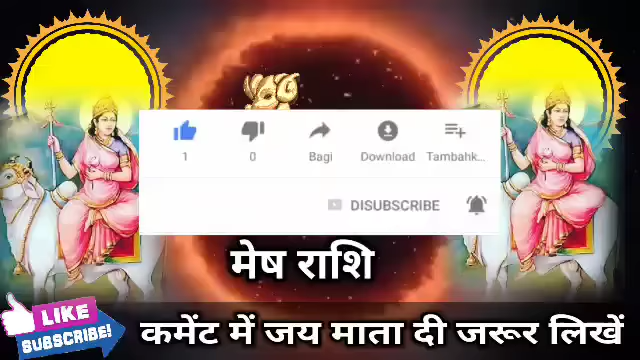 1 0 Bagi Download Tambahk...
DISUBSCRIBE
मेष राशि
LIKE
SUBSCRIBE!
कमेंट में जय माता दी जरूर लिखें